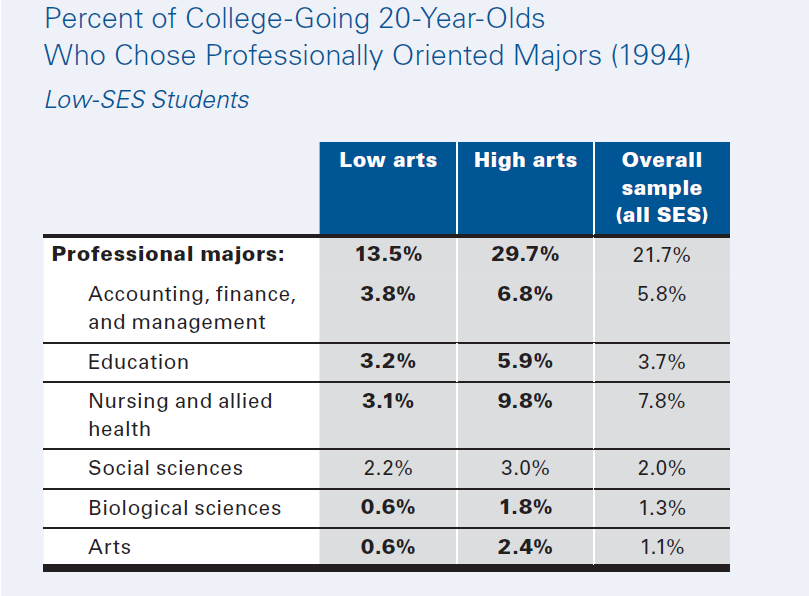 Percent of College-Going 20-Year-Olds
Who Chose Professionally Oriented Majors (1994)
Low-SES Students
Low arts High arts Overall
sample
(all SES)
Professional majors: 13.5% 29.7% 21.7%
Accounting, finance, 3.8% 6.8% 5.8%
and management
Education 3.2% 5.9% 3.7%
Nursing and allied 3.1% 9.8% 7.8%
health
Social sciences 2.2% 3.0% 2.0%
Biological sciences 0.6% 1.8% 1.3%
Arts 0.6% 2.4% 1.1%